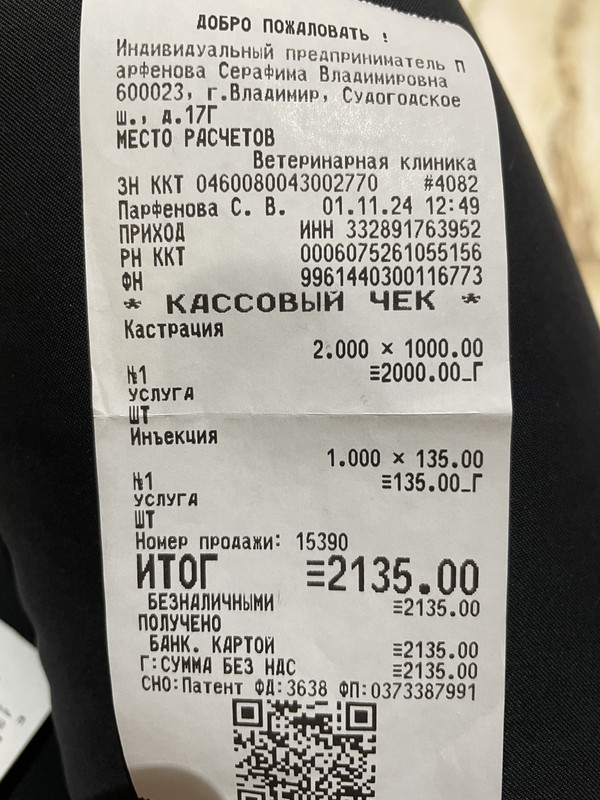 ДОБРО ПОЖАЛОВАТЬ !
Индивидуальный предприниматель П
арфенова Серафима Владимировна
600023, г.Владимир, Судогодское
ш., д.17Г
МЕСТО РАСЧЕТОВ
Ветеринарная клиника
ЗН ККТ 0460080043002770 #4082
Парфенова С. В. 01.11.24 12:49
ПРИХОД ИНН 332891763952
РН ККТ 0006075261055156
ФН 9961440300116773
* КАССОВЫЙ ЧЕК *
Кастрация
2.000 × 1000.00
№1 ≡2000.00_Г
УСЛУГА
ШТ
Инъекция
1.000 × 135.00
№1 ≡135.00_Г
УСЛУГА
ШТ
Номер продажи: 15390
ИТОГ ≡2135.00
БЕЗНАЛИЧНЫМИ ≡2135.00
ПОЛУЧЕНО
БАНК. КАРТОЙ ≡2135.00
Г:СУММА БЕЗ НДС ≡2135.00
СНО:Патент ФД:3638 ФП:0373387991